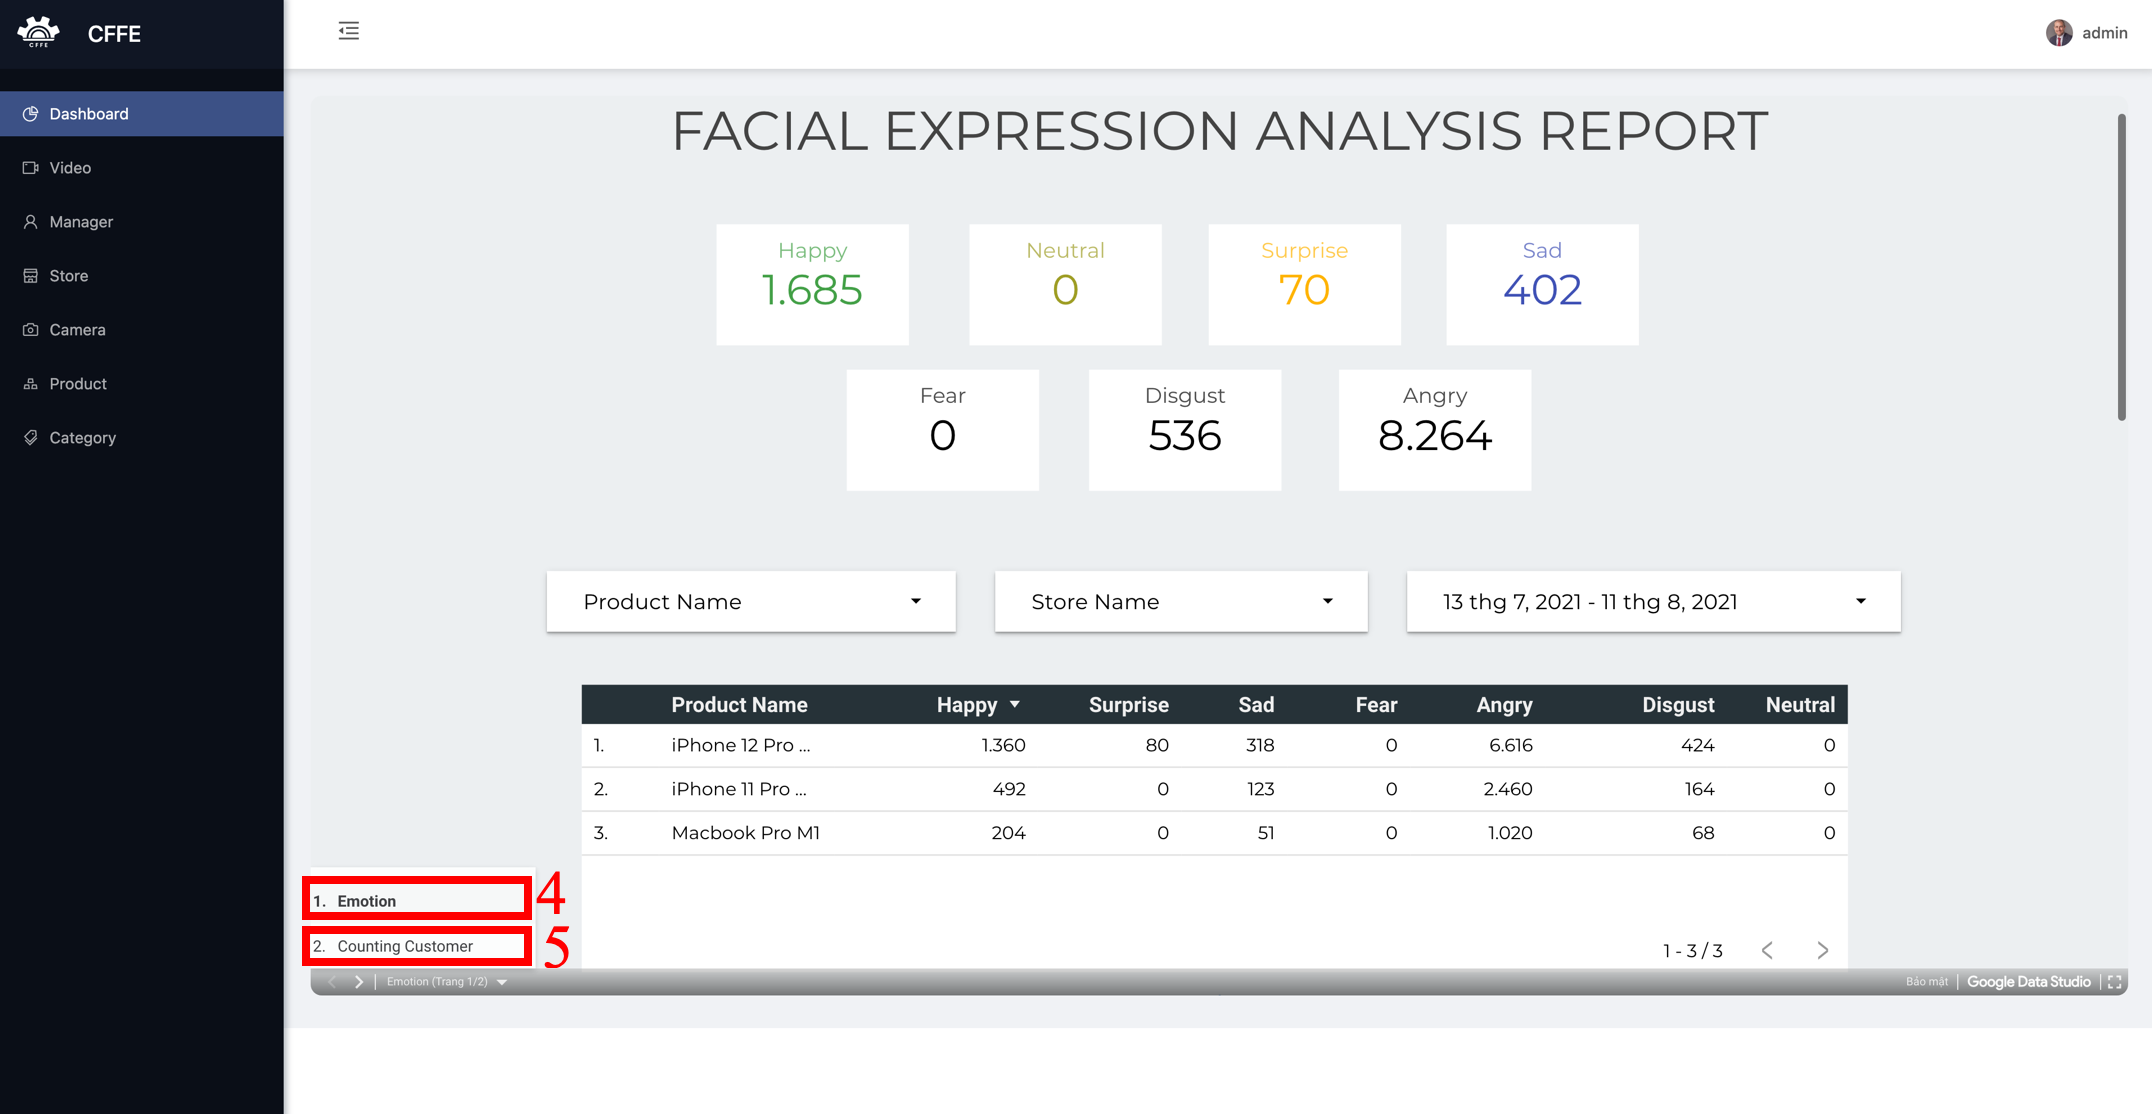 CFFE
CFFE
admin
Dashboard
Video
Manager
Store
Camera
Product
Category
FACIAL EXPRESSION ANALYSIS REPORT
Happy Neutral Surprise Sad
1.685 0 70 402
Fear Disgust Angry
0 536 8.264
Product Name Store Name 13 thg 7, 2021 - 11 thg 8, 2021
Product Name Happy Surprise Sad Fear Angry Disgust Neutral
1. iPhone 12 Pro ... 1.360 80 318 0 6.616 424 0
2. iPhone 11 Pro ... 492 0 123 0 2.460 164 0
3. Macbook Pro M1 204 0 51 0 1.020 68 0
1. Emotion 4
2. Counting Customer 5
1 - 3 / 3
Emotion (Trang 1/2) Bảo mật Google Data Studio